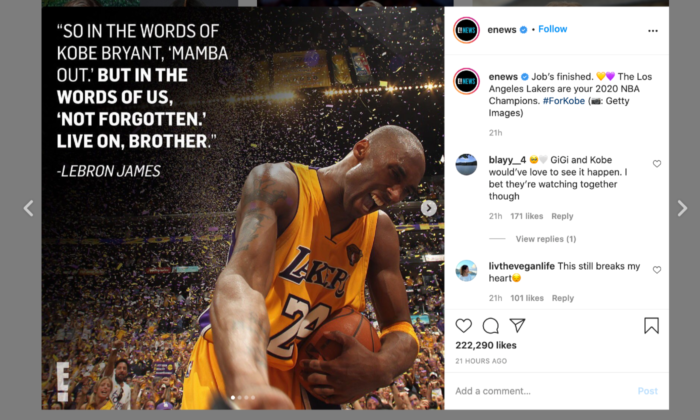 “SO IN THE WORDS OF
KOBE BRYANT, ‘MAMBA
OUT.’ BUT IN THE
WORDS OF US,
‘NOT FORGOTTEN.’
LIVE ON, BROTHER.”
-LEBRON JAMES
LAKERS
24
E
NEWS
enews • Follow
NEWS
enews Job's finished. 💛💜 The Los
Angeles Lakers are your 2020 NBA
Champions. #ForKobe (📷: Getty
Images)
21h
blayy__4 🥺🤍 GiGi and Kobe
would've love to see it happen. I
bet they're watching together
though
21h 171 likes Reply
View replies (1)
livtheveganlife This still breaks my
heart😔
21h 101 likes Reply
222,290 likes
21 HOURS AGO
Add a comment... Post